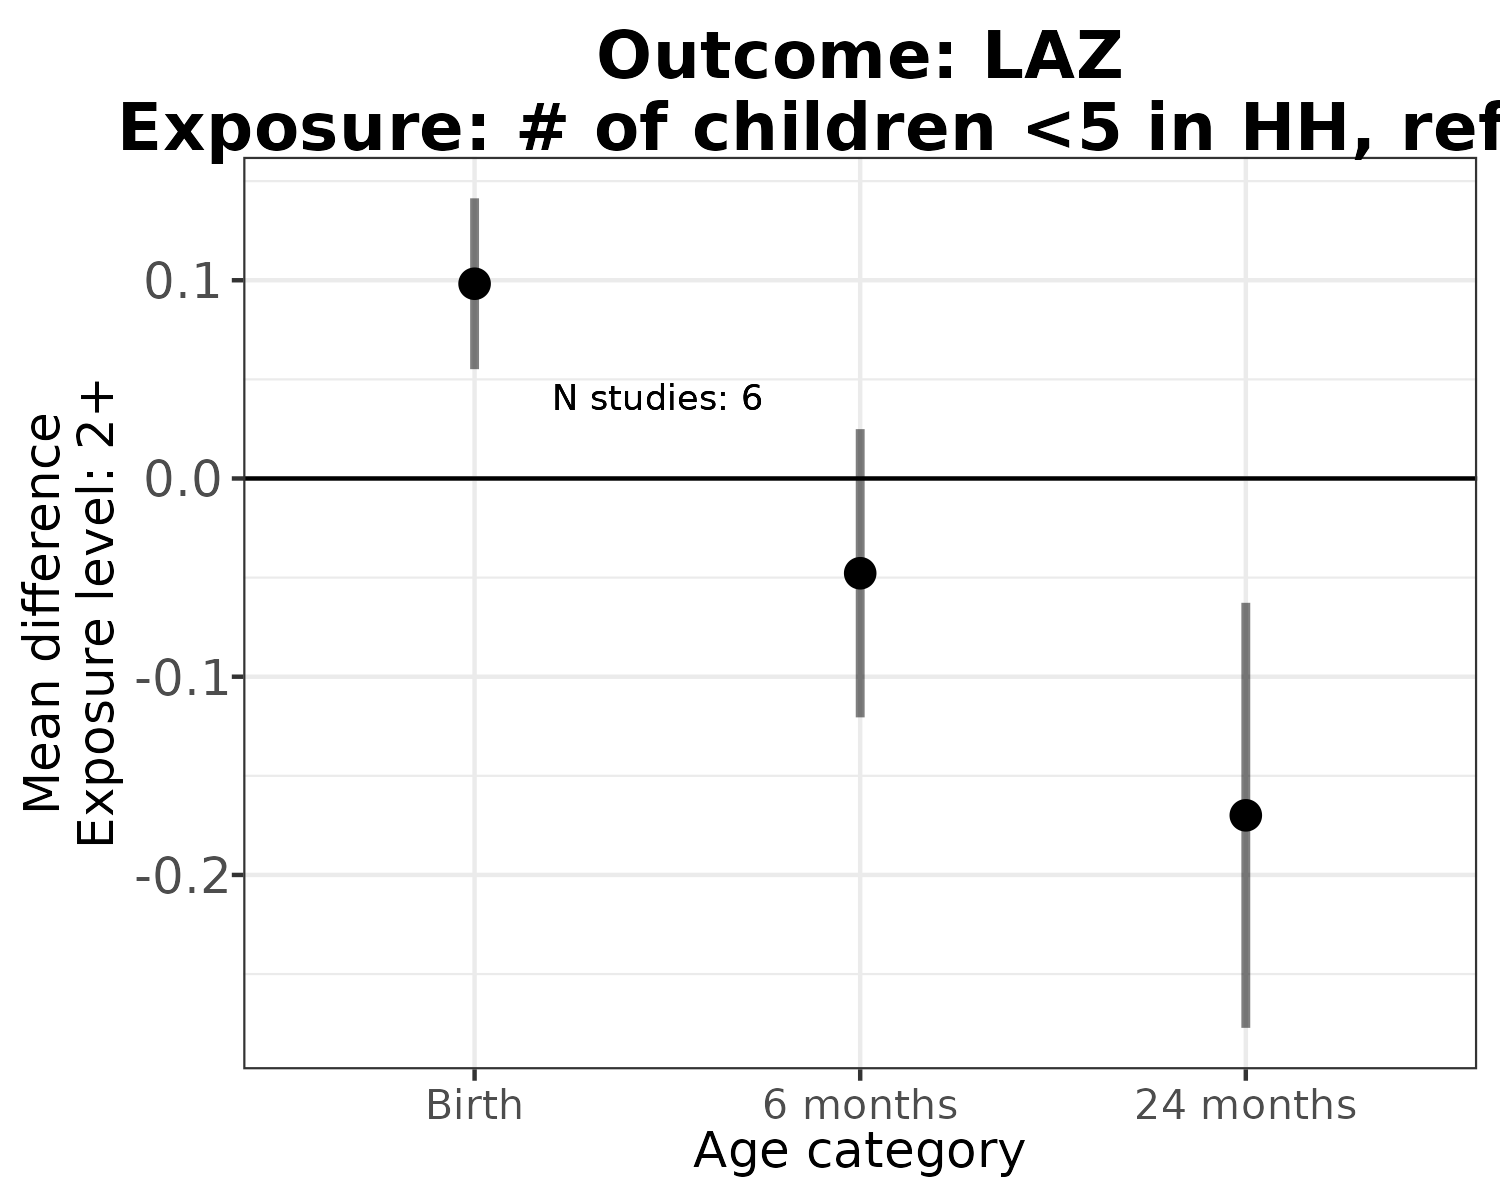 Outcome: LAZ
Exposure: # of children <5 in HH, ref
0.1
0.0
-0.1
-0.2
Mean difference
Exposure level: 2+
N studies: 6
Birth
6 months
24 months
Age category